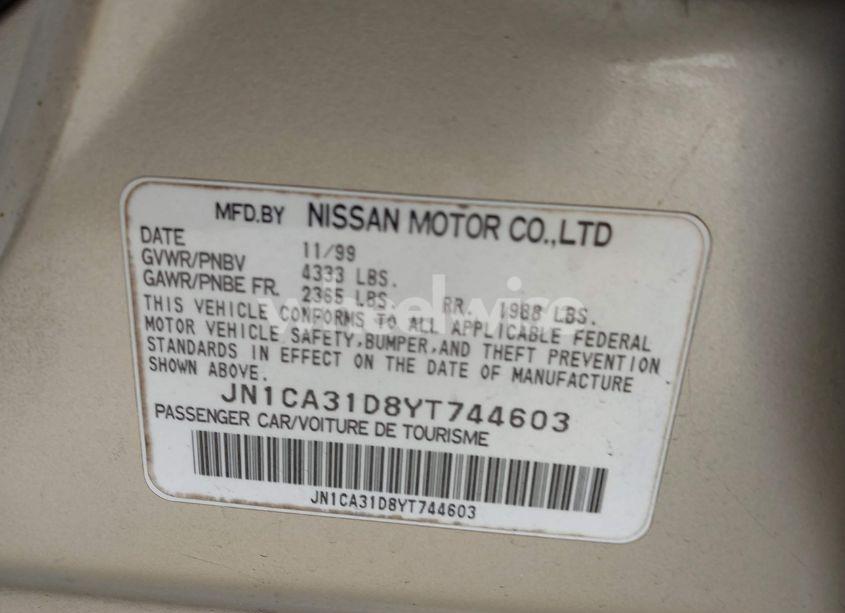 MFD.BY NISSAN MOTOR CO.,LTD
DATE 11/99
GVWR/PNBV 4333 LBS.
GAWR/PNBE FR. 2365 LBS. RR. 1988 LBS.
THIS VEHICLE CONFORMS TO ALL APPLICABLE FEDERAL
MOTOR VEHICLE SAFETY,BUMPER,AND THEFT PREVENTION
STANDARDS IN EFFECT ON THE DATE OF MANUFACTURE
SHOWN ABOVE.
JN1CA31D8YT744603
PASSENGER CAR/VOITURE DE TOURISME
JN1CA31D8YT744603
wheelwire